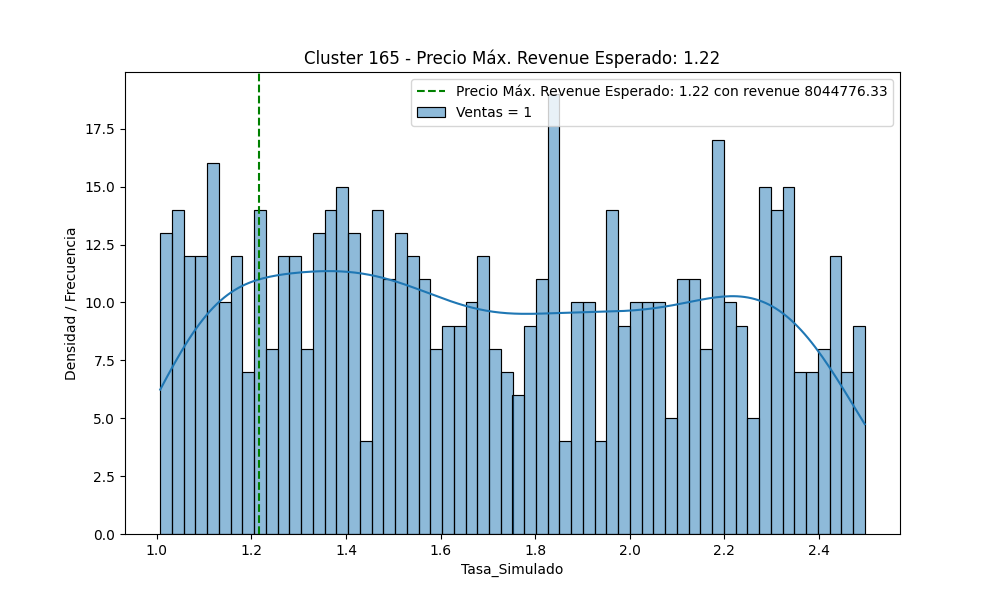 Cluster 165 - Precio Máx. Revenue Esperado: 1.22
Precio Máx. Revenue Esperado: 1.22 con revenue 8044776.33
Ventas = 1
17.5
15.0
12.5
10.0
7.5
5.0
2.5
0.0
Densidad / Frecuencia
1.0 1.2 1.4 1.6 1.8 2.0 2.2 2.4
Tasa_Simulado